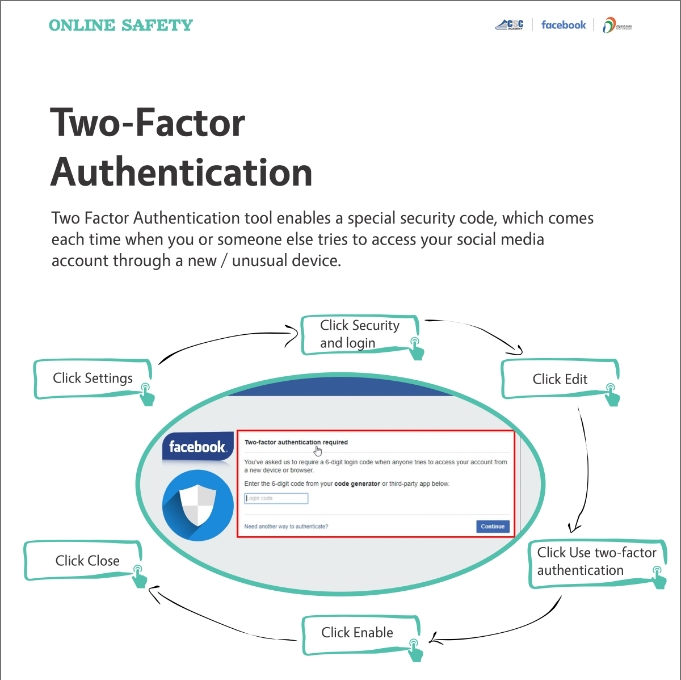 ONLINE SAFETY
CSC
facebook
Two-Factor
Authentication
Two Factor Authentication tool enables a special security code, which comes
each time when you or someone else tries to access your social media
account through a new / unusual device.
Click Security
and login
Click Settings
Click Edit
facebook
Two-factor authentication required
You've asked us to require a 6-digit login code when anyone tries to access your account from
a new device or browser.
Enter the 6-digit code from your code generator or third-party app below.
Login code
Need another way to authenticate?
Continue
Click Close
Click Use two-factor
authentication
Click Enable